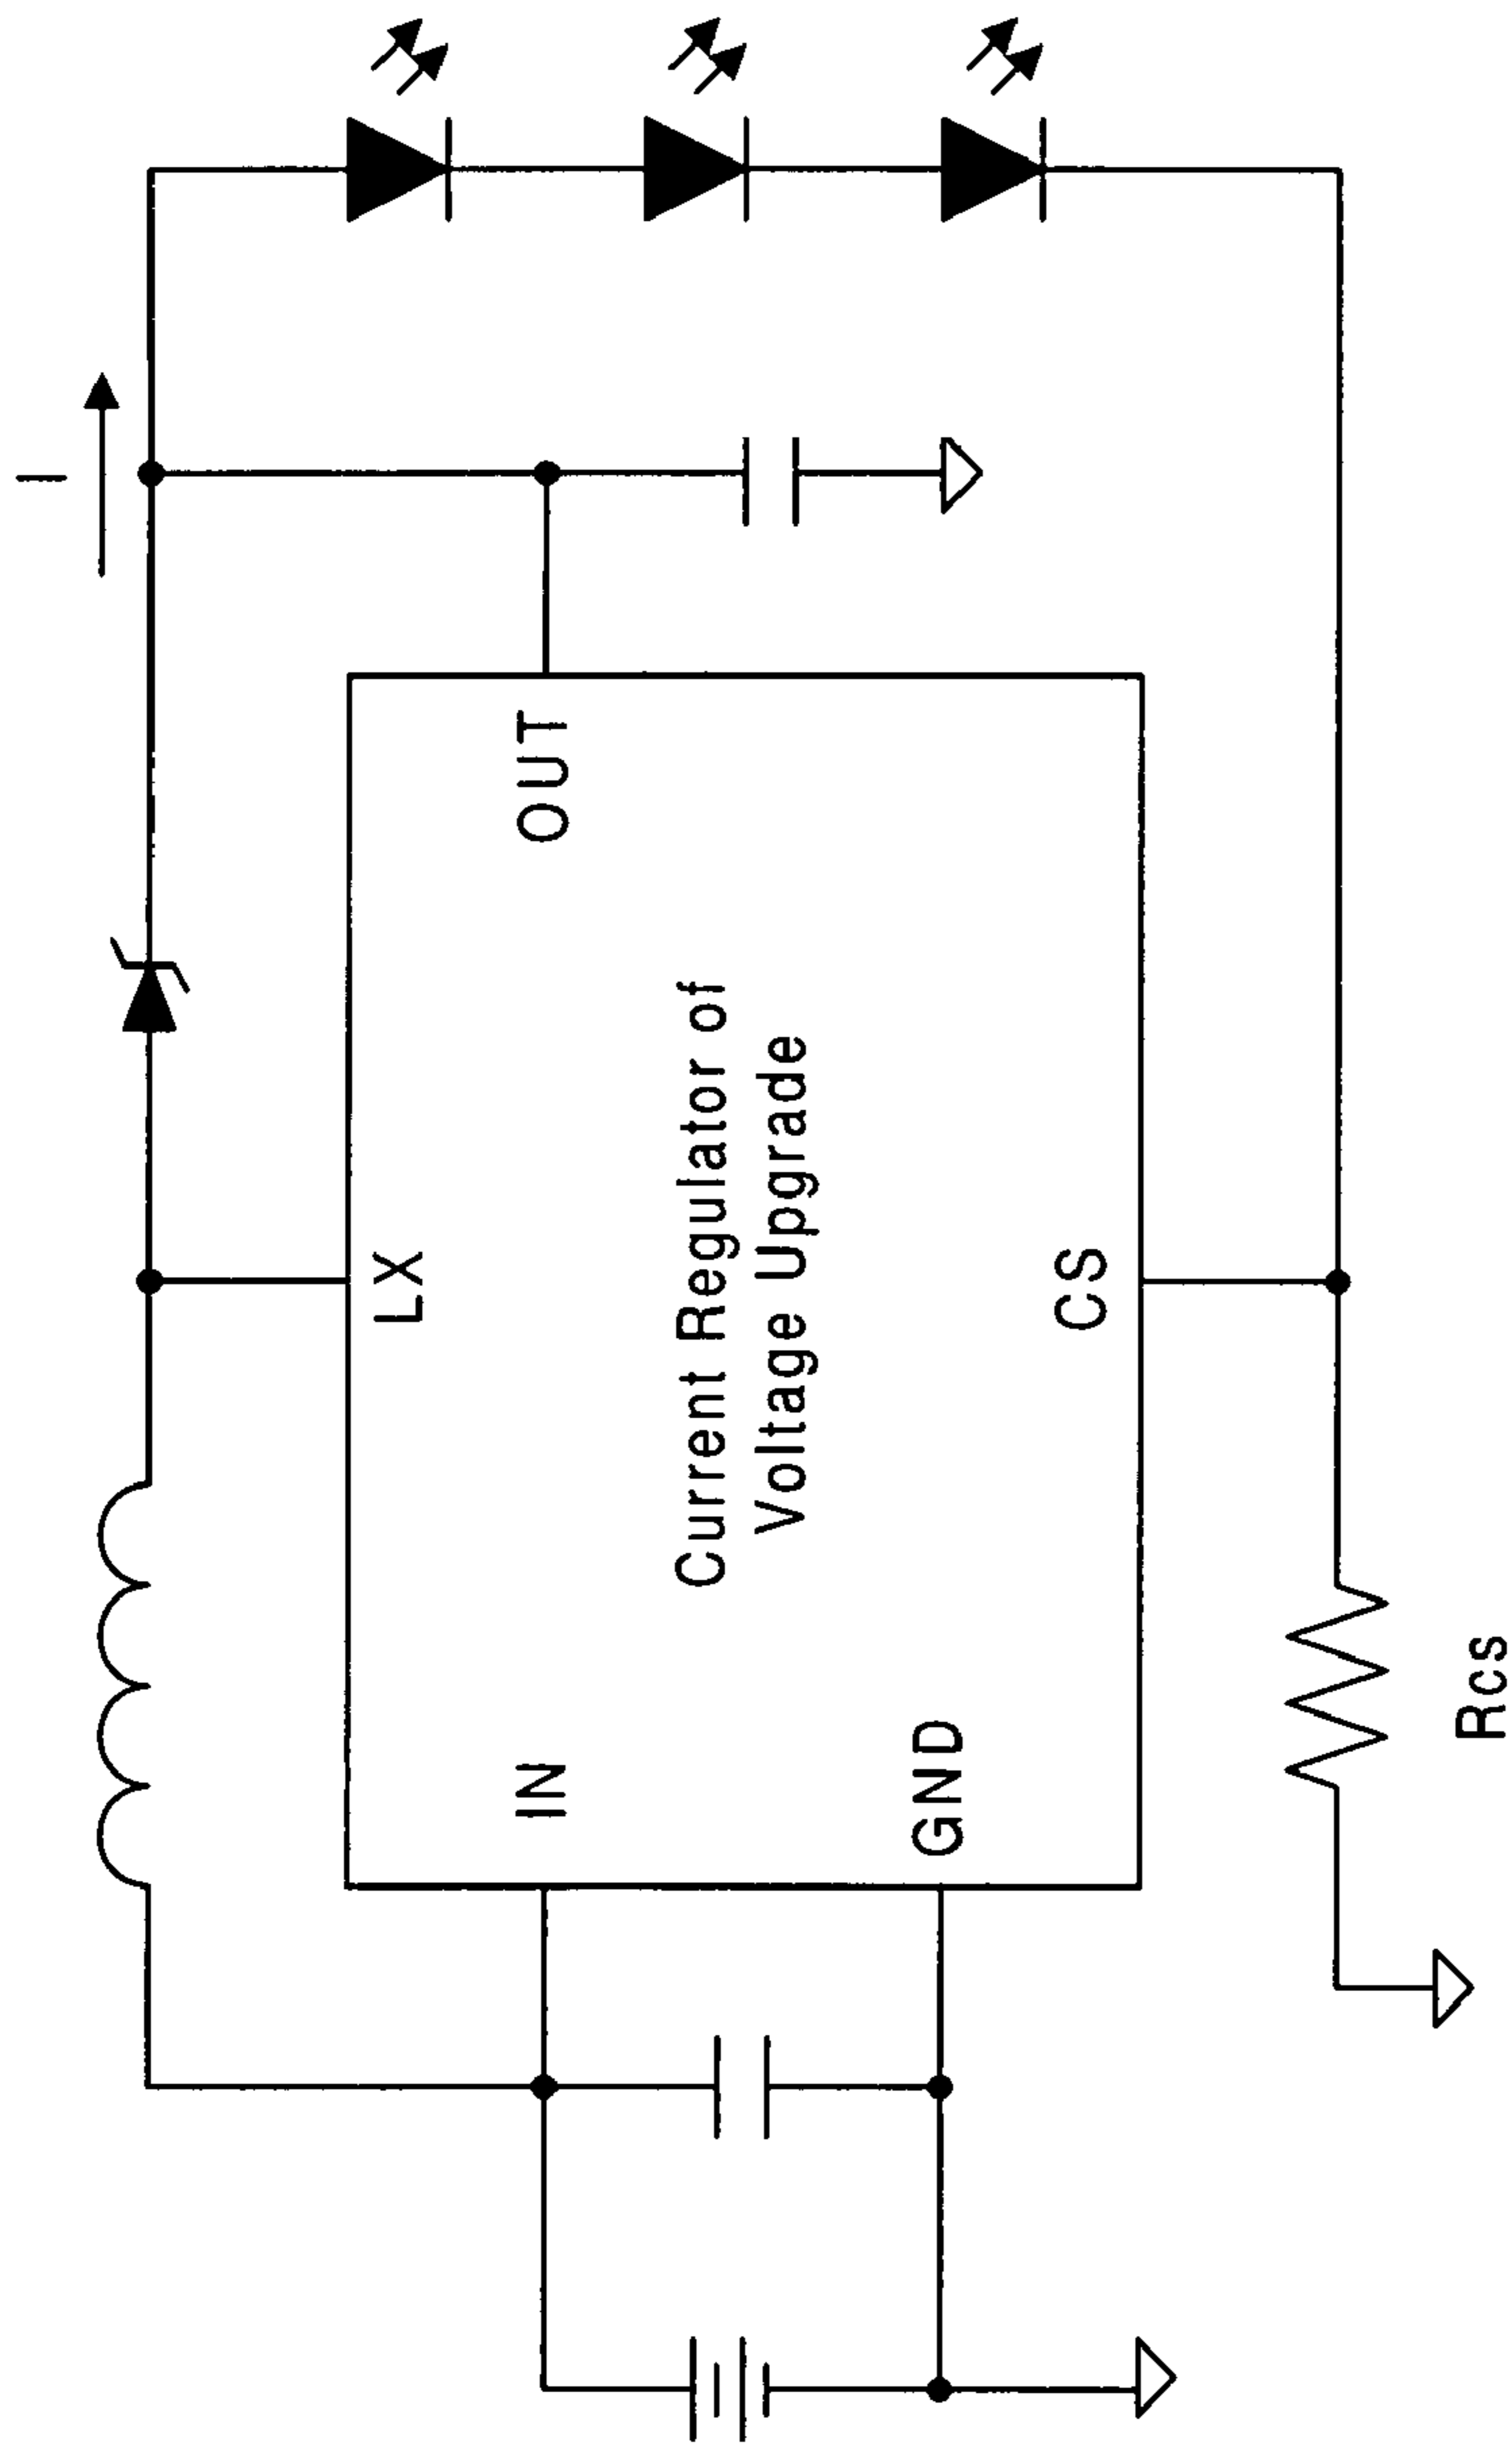 I
LX
IN
OUT
Current Regulator of
Voltage Upgrade
GND
CS
Rcs